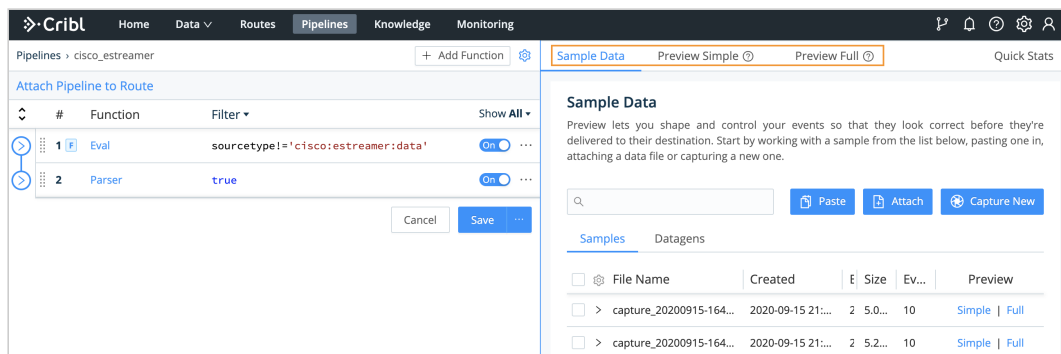 Cribl Home Data Routes Pipelines Knowledge Monitoring
Pipelines › cisco_estreamer + Add Function Sample Data Preview Simple Preview Full Quick Stats
Attach Pipeline to Route
# Function Filter Show All
1 F Eval sourcetype!='cisco:estreamer:data' On ...
2 Parser true On ...
Cancel Save ...
Sample Data
Preview lets you shape and control your events so that they look correct before they're
delivered to their destination. Start by working with a sample from the list below, pasting one in,
attaching a data file or capturing a new one.
Paste Attach Capture New
Samples Datagens
File Name Created E Size Ev... Preview
capture_20200915-164... 2020-09-15 21:... 2 5.0... 10 Simple | Full
capture_20200915-164... 2020-09-15 21:... 2 5.2... 10 Simple | Full